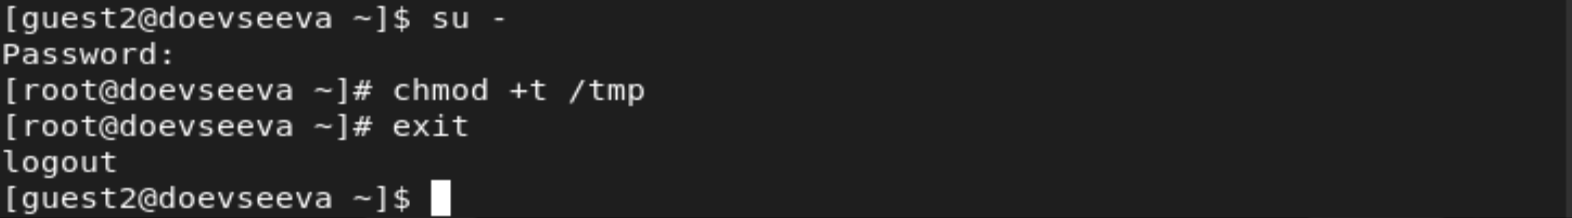 [guest2@doevseeva ~]$ su -
Password:
[root@doevseeva ~]# chmod +t /tmp
[root@doevseeva ~]# exit
logout
[guest2@doevseeva ~]$